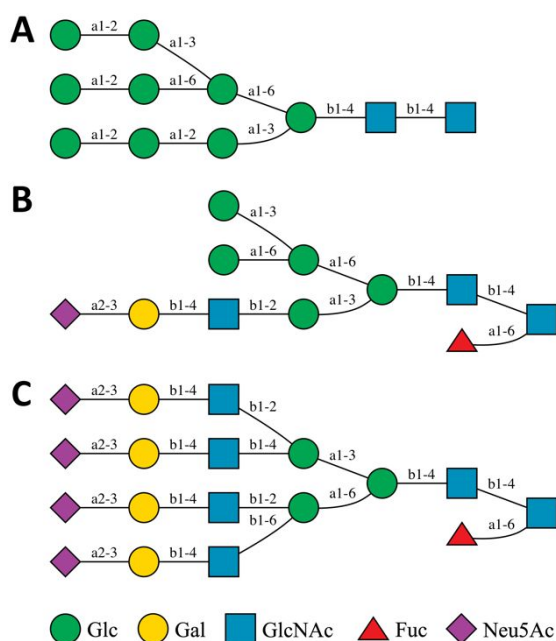 A
a1-2 a1-3
a1-2 a1-6 a1-6 b1-4 b1-4
a1-2 a1-2 a1-3
B
a1-3
a1-6 a1-6 b1-4 b1-4
a2-3 b1-4 b1-2 a1-3 a1-6
C
a2-3 b1-4 b1-2
a2-3 b1-4 b1-4 a1-3
b1-4 b1-4
a2-3 b1-4 b1-2 a1-6 a1-6
a2-3 b1-4 b1-6
Glc Gal GlcNAc Fuc Neu5Ac